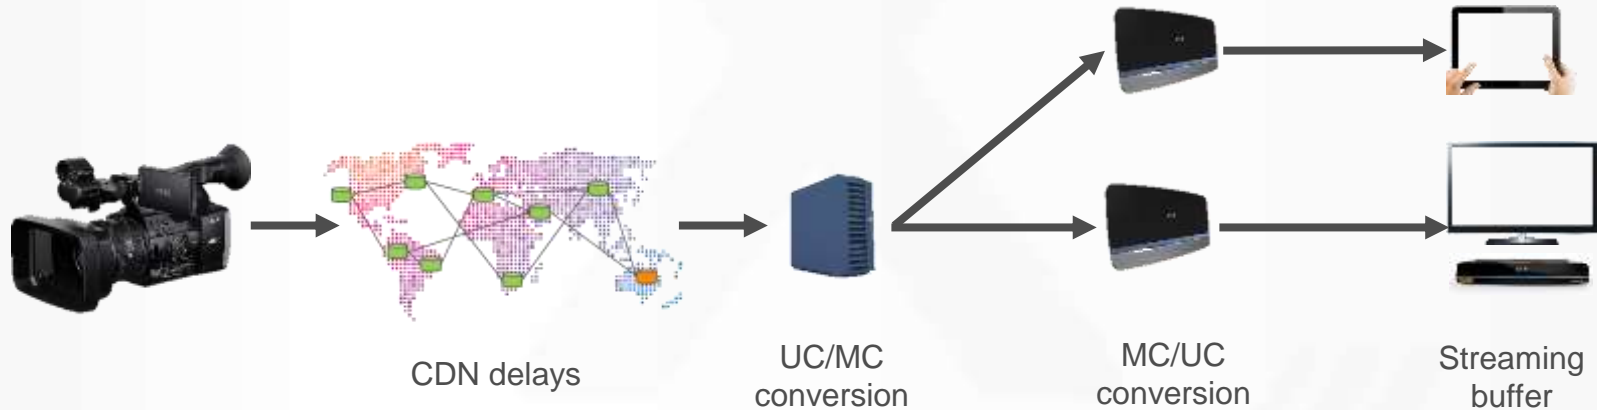 CDN delays
UC/MC
conversion
MC/UC
conversion
Streaming
buffer